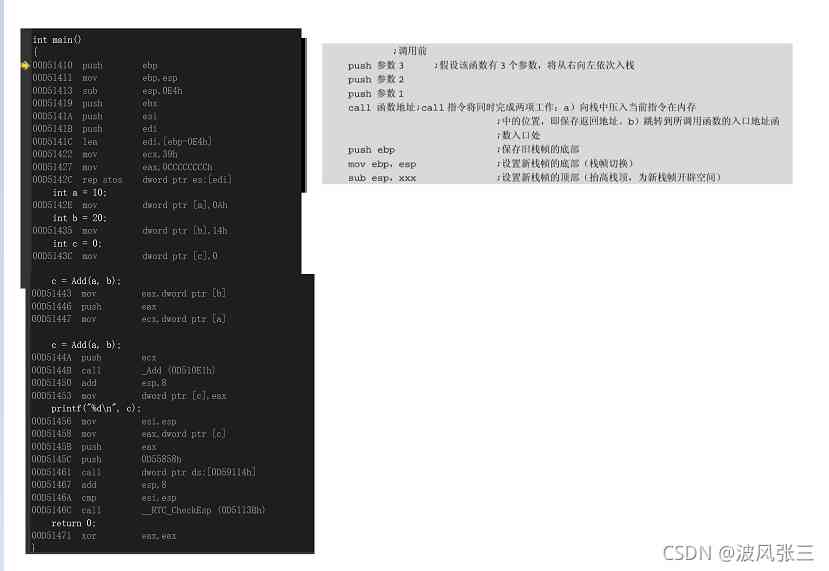 int main()
{
00D51410 push ebp
00D51411 mov ebp,esp
00D51413 sub esp,0E4h
00D51419 push ebx
00D5141A push esi
00D5141B push edi
00D5141C lea edi,[ebp-0E4h]
00D51422 mov ecx,39h
00D51427 mov eax,0CCCCCCCCh
00D5142C rep stos dword ptr es:[edi]
int a = 10;
00D5142E mov dword ptr [a],0Ah
int b = 20;
00D51435 mov dword ptr [b],14h
int c = 0;
00D5143C mov dword ptr [c],0
c = Add(a, b);
00D51443 mov eax,dword ptr [b]
00D51446 push eax
00D51447 mov ecx,dword ptr [a]
c = Add(a, b);
00D5144A push ecx
00D5144B call _Add (0D510E1h)
00D51450 add esp,8
00D51453 mov dword ptr [c],eax
printf("%d\n", c);
00D51456 mov esi,esp
00D51458 mov eax,dword ptr [c]
00D5145B push eax
00D5145C push 0D55858h
00D51461 call dword ptr ds:[0D59114h]
00D51467 add esp,8
00D5146A cmp esi,esp
00D5146C call __RTC_CheckEsp (0D5113Bh)
return 0;
00D51471 xor eax,eax
}
;调用前
push 参数 3 ;假设该函数有 3 个参数，将从右向左依次入栈
push 参数 2
push 参数 1
call 函数地址;call 指令将同时完成两项工作：a）向栈中压入当前指令在内存
;中的位置，即保存返回地址。b）跳转到所调用函数的入口地址函
;数入口处
push ebp ;保存旧栈帧的底部
mov ebp，esp ;设置新栈帧的底部（栈帧切换）
sub esp，xxx ;设置新栈帧的顶部（抬高栈顶，为新栈帧开辟空间）
CSDN @波风张三